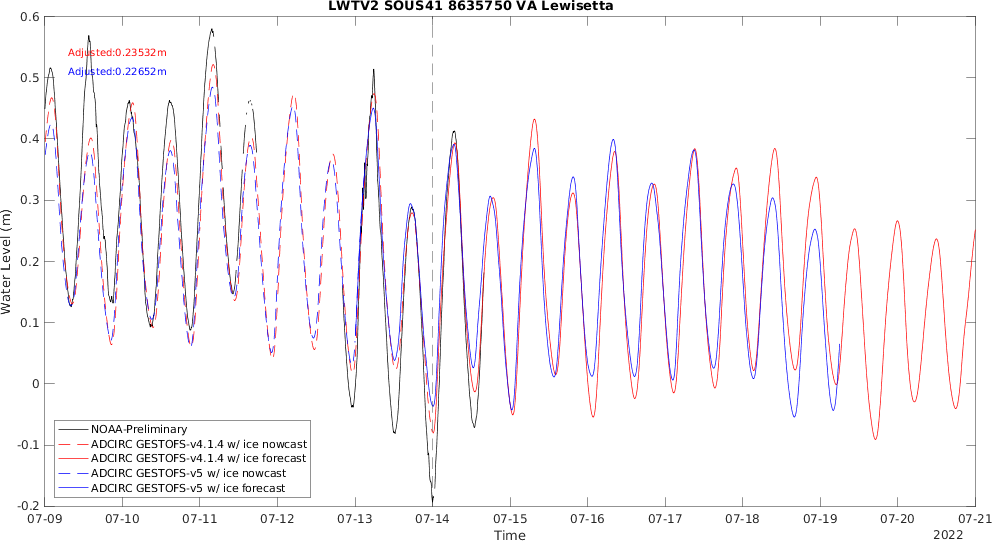 LWTV2 SOUS41 8635750 VA Lewisetta
Adjusted:0.23532m
Adjusted:0.22652m
0.6
0.5
0.4
0.3
0.2
0.1
0
-0.1
-0.2
Water Level (m)
NOAA-Preliminary
ADCIRC GESTOFS-v4.1.4 w/ ice nowcast
ADCIRC GESTOFS-v4.1.4 w/ ice forecast
ADCIRC GESTOFS-v5 w/ ice nowcast
ADCIRC GESTOFS-v5 w/ ice forecast
07-09 07-10 07-11 07-12 07-13 07-14 07-15 07-16 07-17 07-18 07-19 07-20 07-21
Time
2022